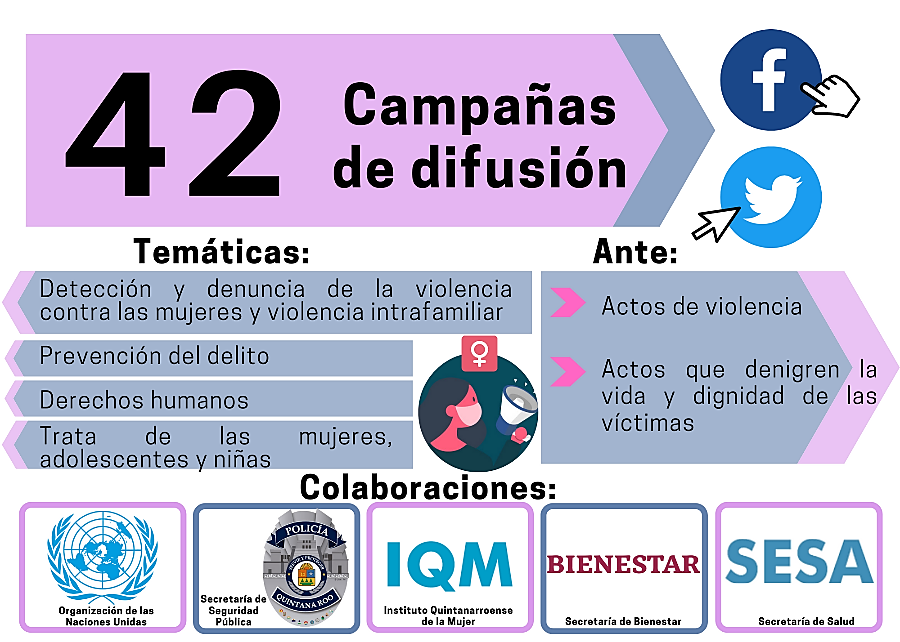 42
Campañas
de difusión
f
Temáticas:
Detección y denuncia de la violencia
contra las mujeres y violencia intrafamiliar
Prevención del delito
Derechos humanos
Trata de las mujeres,
adolescentes y niñas
Ante:
Actos de violencia
Actos que denigren la
vida y dignidad de las
víctimas
Colaboraciones:
Organización de las
Naciones Unidas
Secretaría de
Seguridad
Pública
POLICÍA
QUINTANA ROO
IQM
Instituto Quintanarroense
de la Mujer
BIENESTAR
Secretaría de Bienestar
SESA
Secretaría de Salud